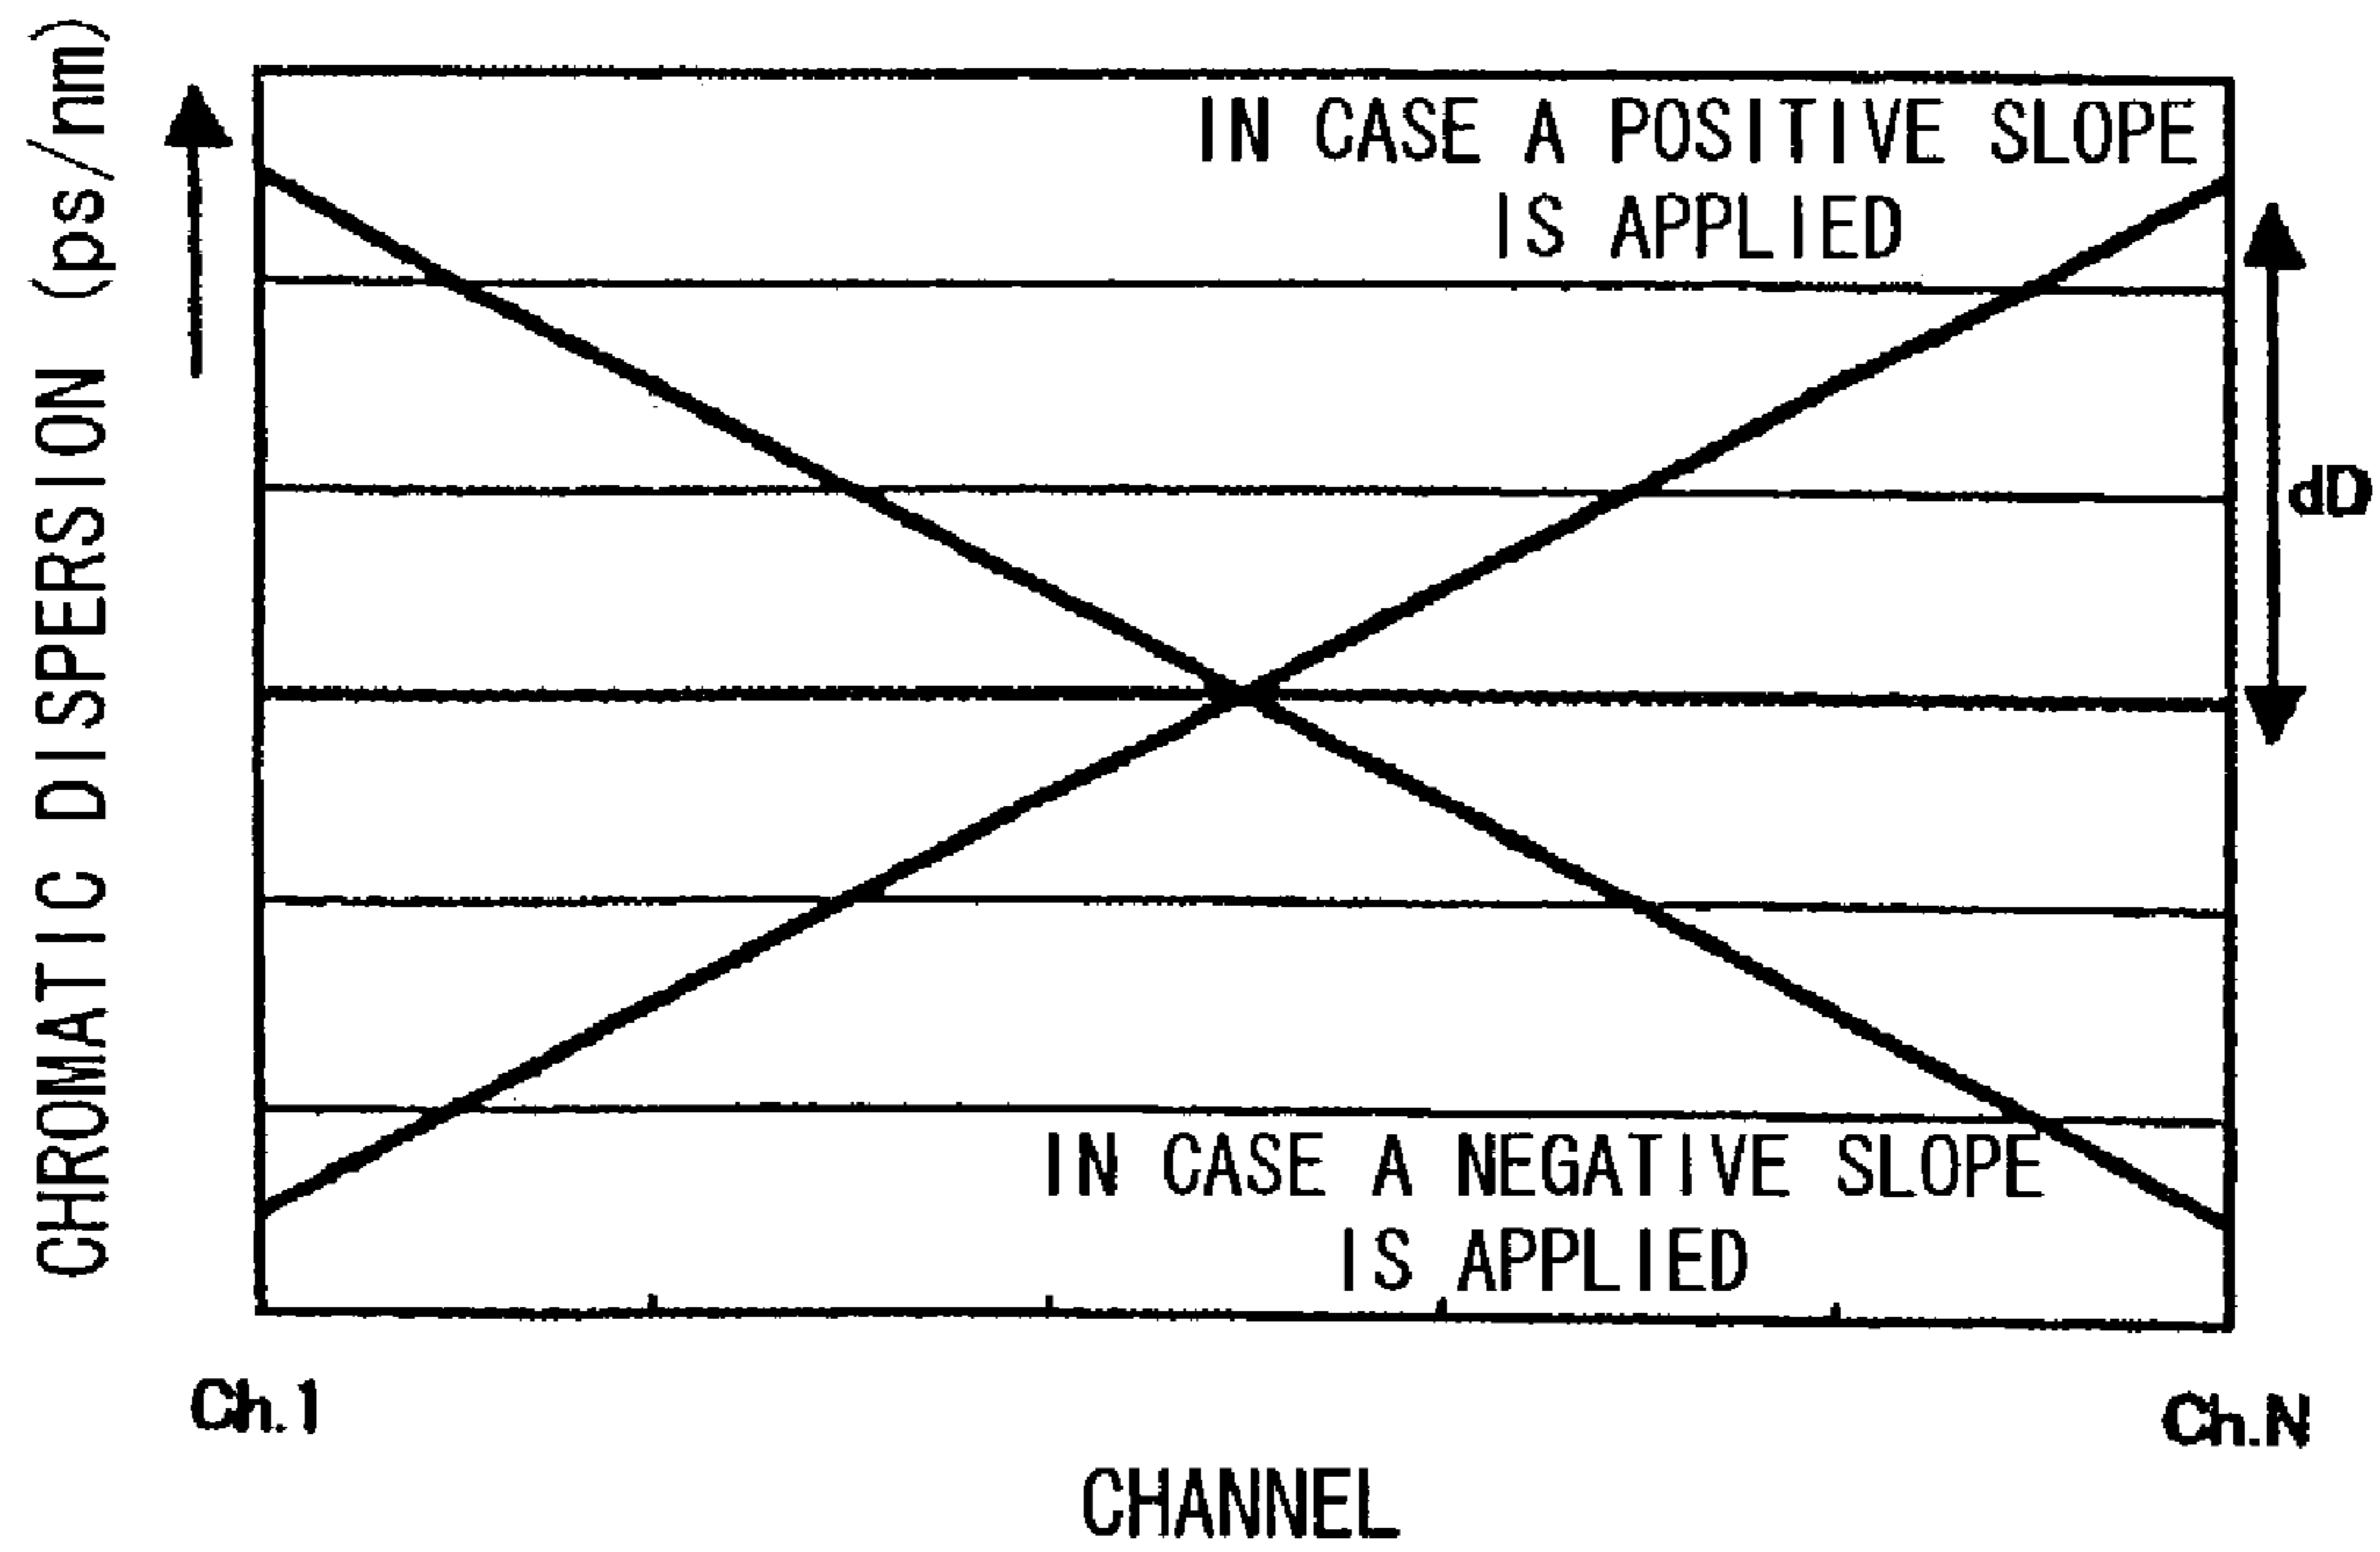 CHROMATIC DISPERSION (ps/nm)
IN CASE A POSITIVE SLOPE
IS APPLIED
dD
IN CASE A NEGATIVE SLOPE
IS APPLIED
Ch.1
Ch.N
CHANNEL